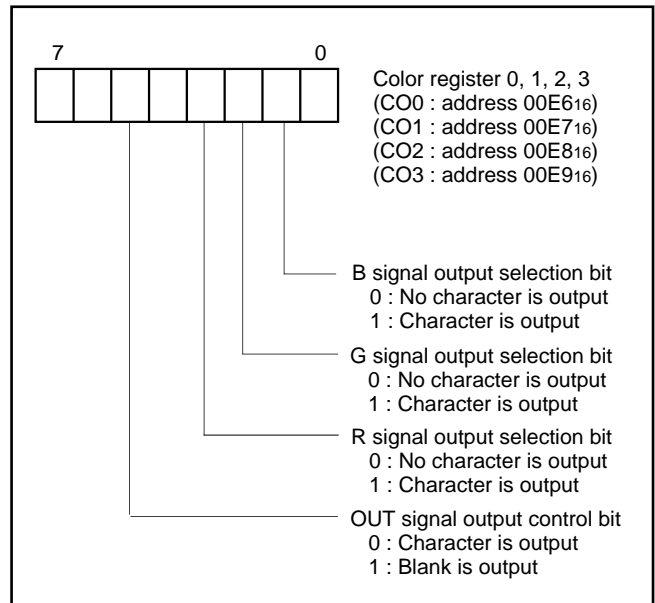 7 0
Color register 0, 1, 2, 3
(CO0 : address 00E6₁₆)
(CO1 : address 00E7₁₆)
(CO2 : address 00E8₁₆)
(CO3 : address 00E9₁₆)
B signal output selection bit
0 : No character is output
1 : Character is output
G signal output selection bit
0 : No character is output
1 : Character is output
R signal output selection bit
0 : No character is output
1 : Character is output
OUT signal output control bit
0 : Character is output
1 : Blank is output